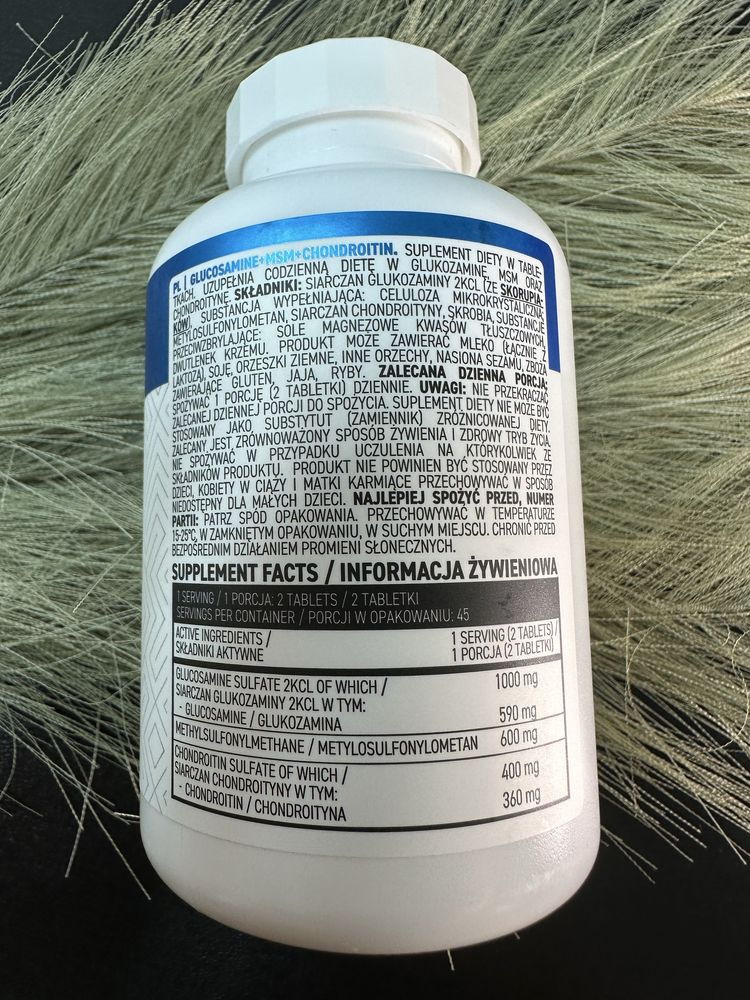 PL | GLUCOSAMINE+MSM+CHONDROITIN. SUPLEMENT DIETY W TABLE-
TKACH. UZUPEŁNIA CODZIENNĄ DIETĘ W GLUKOZAMINĘ, MSM ORAZ
CHONDROITYNĘ. SKŁADNIKI: SIARCZAN GLUKOZAMINY 2KCL (ZE SKORUPIA-
KÓW), SUBSTANCJA WYPEŁNIAJĄCA: CELULOZA MIKROKRYSTALICZNA;
METYLOSULFONYLOMETAN, SIARCZAN CHONDROITYNY, SKROBIA, SUBSTANCJE
PRZECIWZBRYLAJĄCE: SOLE MAGNEZOWE KWASÓW TŁUSZCZOWYCH,
DWUTLENEK KRZEMU. PRODUKT MOŻE ZAWIERAĆ MLEKO (ŁĄCZNIE Z
LAKTOZĄ), SOJĘ, ORZESZKI ZIEMNE, INNE ORZECHY, NASIONA SEZAMU, ZBOŻA
ZAWIERAJĄCE GLUTEN, JAJA, RYBY. ZALECANA DZIENNA PORCJA:
SPOŻYWAĆ 1 PORCJĘ (2 TABLETKI) DZIENNIE. UWAGI: NIE PRZEKRACZAĆ
ZALECANEJ DZIENNEJ PORCJI DO SPOŻYCIA. SUPLEMENT DIETY NIE MOŻE BYĆ
STOSOWANY JAKO SUBSTYTUT (ZAMIENNIK) ZRÓŻNICOWANEJ DIETY.
ZALECANY JEST ZRÓWNOWAŻONY SPOSÓB ŻYWIENIA I ZDROWY TRYB ŻYCIA.
NIE SPOŻYWAĆ W PRZYPADKU UCZULENIA NA KTÓRYKOLWIEK ZE
SKŁADNIKÓW PRODUKTU. PRODUKT NIE POWINIEN BYĆ STOSOWANY PRZEZ
DZIECI, KOBIETY W CIĄŻY I MATKI KARMIĄCE PRZECHOWYWAĆ W SPOSÓB
NIEDOSTĘPNY DLA MAŁYCH DZIECI. NAJLEPIEJ SPOŻYĆ PRZED, NUMER
PARTII: PATRZ SPÓD OPAKOWANIA. PRZECHOWYWAĆ W TEMPERATURZE
15-25°C, W ZAMKNIĘTYM OPAKOWANIU, W SUCHYM MIEJSCU. CHRONIĆ PRZED
BEZPOŚREDNIM DZIAŁANIEM PROMIENI SŁONECZNYCH.
SUPPLEMENT FACTS / INFORMACJA ŻYWIENIOWA
1 SERVING / 1 PORCJA: 2 TABLETS / 2 TABLETKI
SERVINGS PER CONTAINER / PORCJI W OPAKOWANIU: 45
ACTIVE INGREDIENTS / 1 SERVING (2 TABLETS) /
SKŁADNIKI AKTYWNE 1 PORCJA (2 TABLETKI)
GLUCOSAMINE SULFATE 2KCL OF WHICH / 1000 mg
SIARCZAN GLUKOZAMINY 2KCL W TYM:
- GLUCOSAMINE / GLUKOZAMINA 590 mg
METHYLSULFONYLMETHANE / METYLOSULFONYLOMETAN 600 mg
CHONDROITIN SULFATE OF WHICH / 400 mg
SIARCZAN CHONDROITYNY W TYM:
- CHONDROITIN / CHONDROITYNA 360 mg